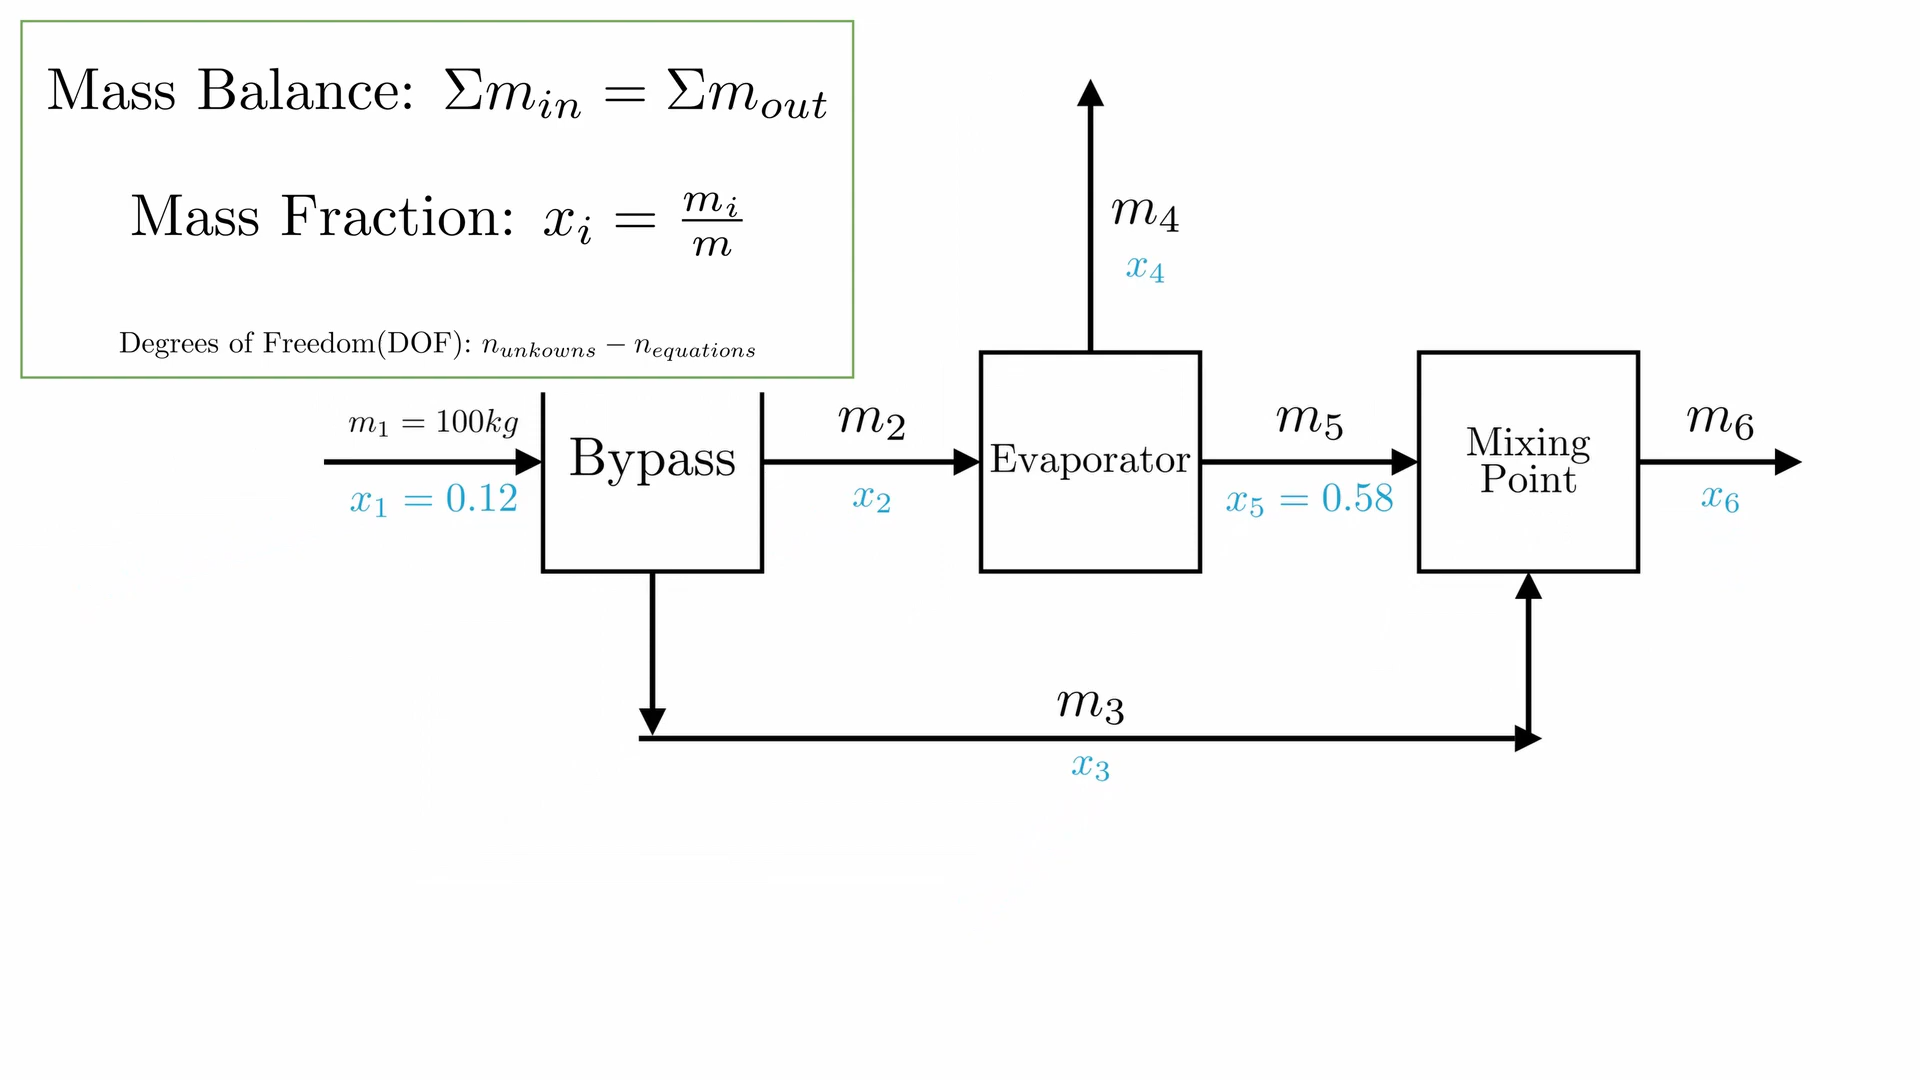 Mass Balance: Σm_in = Σm_out
Mass Fraction: x_i = m_i/m
Degrees of Freedom(DOF): n_unkowns − n_equations
m_4
x_4
m_1 = 100kg
x_1 = 0.12
Bypass
m_2
x_2
Evaporator
m_5
x_5 = 0.58
Mixing
Point
m_6
x_6
m_3
x_3